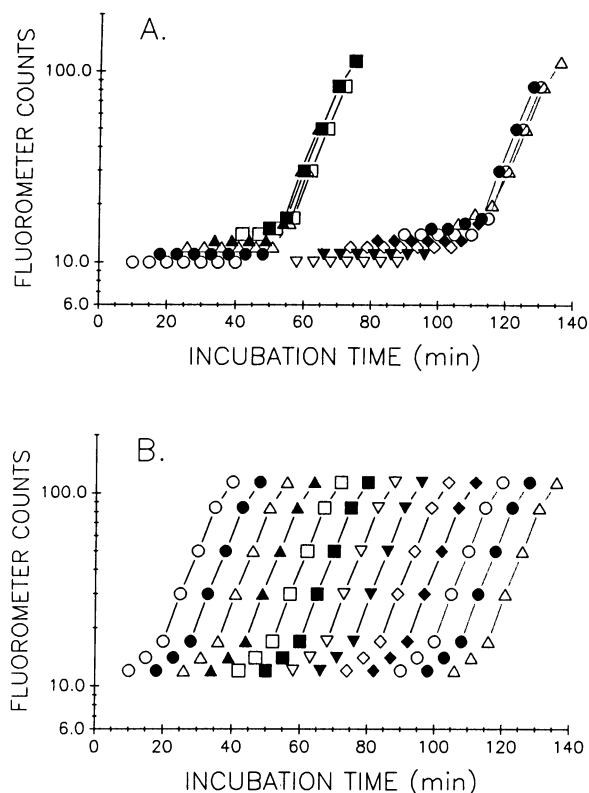 A.
FLUOROMETER COUNTS
100.0
10.0
6.0
0 20 40 60 80 100 120 140
INCUBATION TIME (min)
B.
FLUOROMETER COUNTS
100.0
10.0
6.0
0 20 40 60 80 100 120 140
INCUBATION TIME (min)